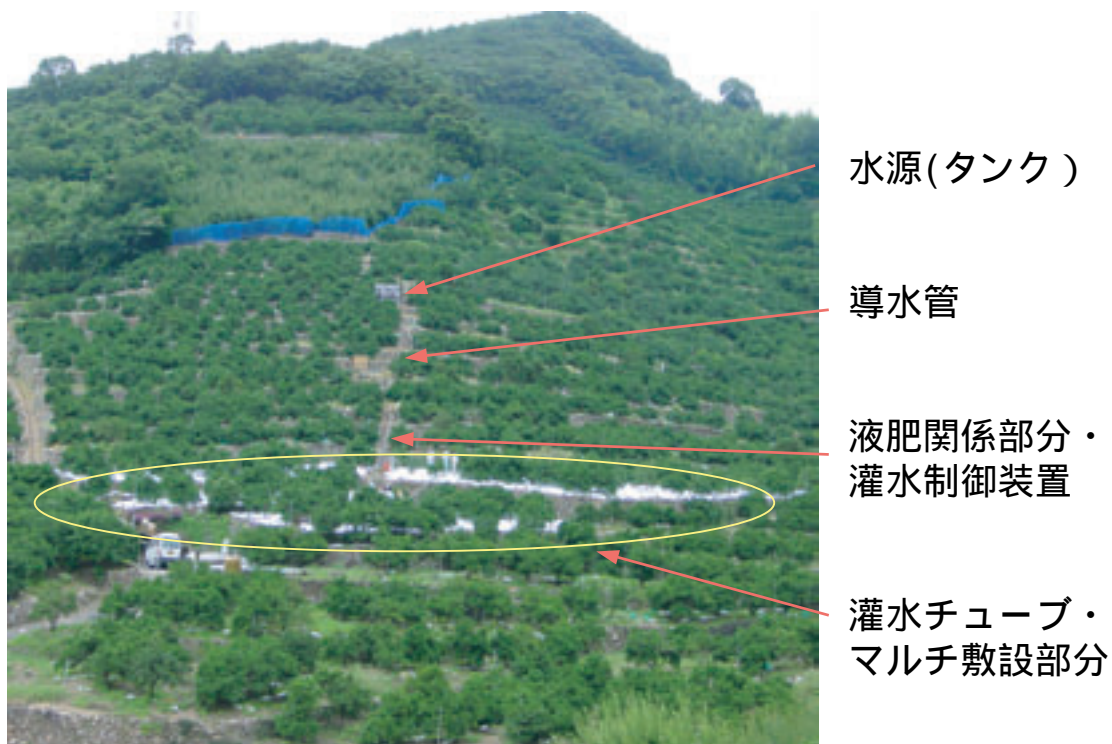 水源(タンク)
導水管
液肥関係部分・
灌水制御装置
灌水チューブ・
マルチ敷設部分